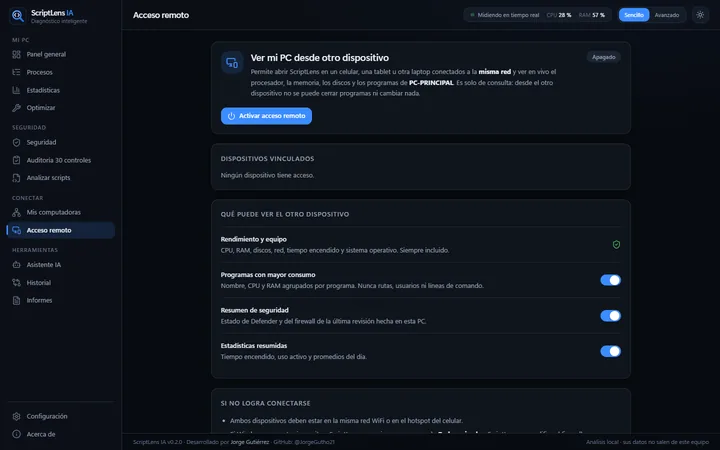 ScriptLens IA
Diagnóstico inteligente
MI PC
Panel general
Procesos
Estadísticas
Optimizar
SEGURIDAD
Seguridad
Auditoría 30 controles
Analizar scripts
CONECTAR
Mis computadoras
Acceso remoto
HERRAMIENTAS
Asistente IA
Historial
Informes
Configuración
Acerca de
Acceso remoto
Midiendo en tiempo real CPU 28 % RAM 57 %
Sencillo Avanzado
Ver mi PC desde otro dispositivo
Apagado
Permite abrir ScriptLens en un celular, una tablet u otra laptop conectados a la misma red y ver en vivo el
procesador, la memoria, los discos y los programas de PC-PRINCIPAL. Es solo de consulta: desde el otro
dispositivo no se puede cerrar programas ni cambiar nada.
Activar acceso remoto
DISPOSITIVOS VINCULADOS
Ningún dispositivo tiene acceso.
QUÉ PUEDE VER EL OTRO DISPOSITIVO
Rendimiento y equipo
CPU, RAM, discos, red, tiempo encendido y sistema operativo. Siempre incluido.
Programas con mayor consumo
Nombre, CPU y RAM agrupados por programa. Nunca rutas, usuarios ni líneas de comando.
Resumen de seguridad
Estado de Defender y del firewall de la última revisión hecha en esta PC.
Estadísticas resumidas
Tiempo encendido, uso activo y promedios del día.
SI NO LOGRA CONECTARSE
Ambos dispositivos deben estar en la misma red WiFi o en el hotspot del celular.
ScriptLens IA v0.2.0 · Desarrollado por Jorge Gutiérrez · GitHub: @JorgeGutho21
Análisis local · sus datos no salen de este equipo